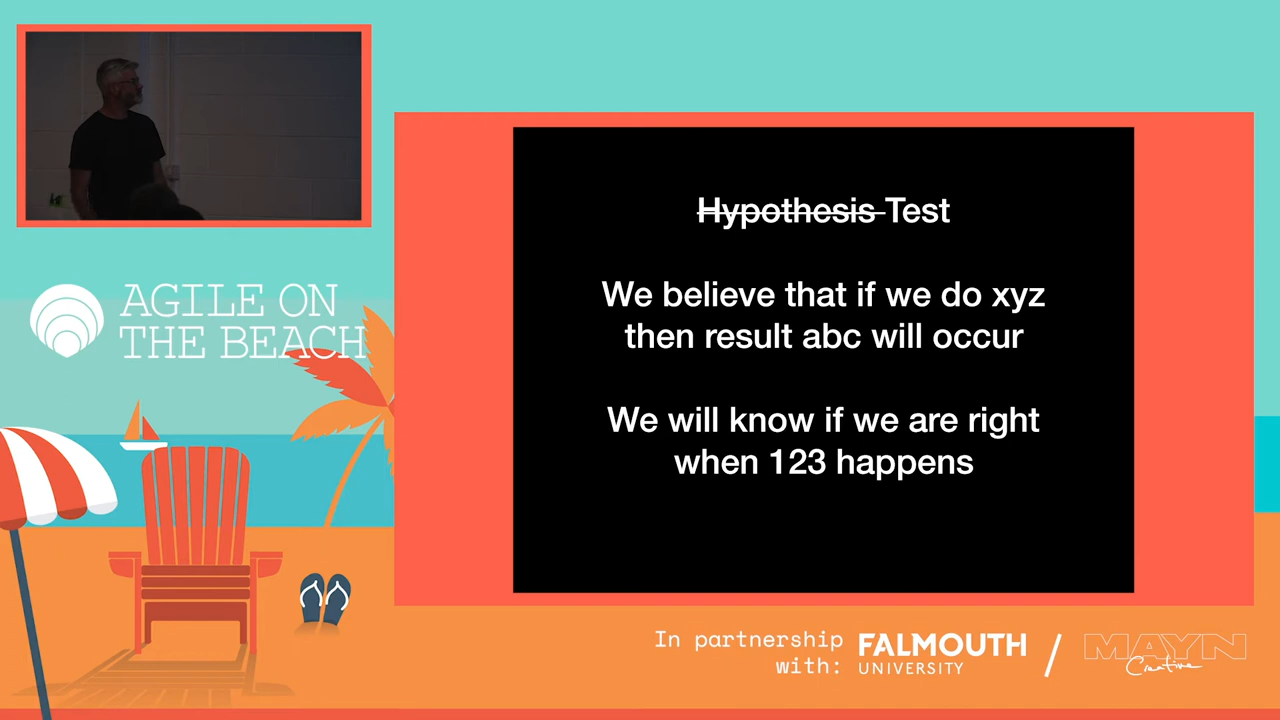 AGILE ON
THE BEACH
Hypothesis Test
We believe that if we do xyz
then result abc will occur
We will know if we are right
when 123 happens
In partnership
with:
FALMOUTH
UNIVERSITY
MAYN
Creative